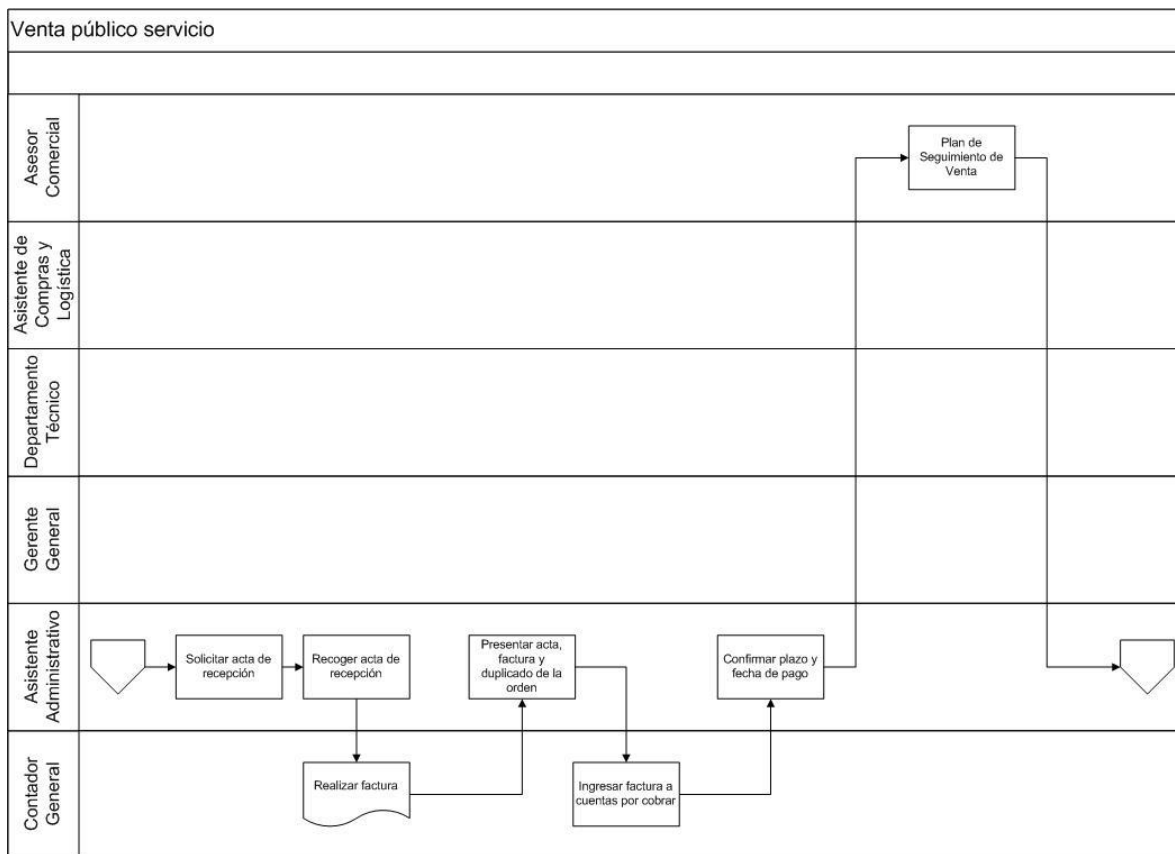 Venta público servicio
Asesor
Comercial
Plan de
Seguimiento de
Venta
Asistente de
Compras y
Logística
Departamento
Técnico
Gerente
General
Asistente
Administrativo
Solicitar acta de
recepción
Recoger acta de
recepción
Presentar acta,
factura y
duplicado de la
orden
Confirmar plazo y
fecha de pago
Contador
General
Realizar factura
Ingresar factura a
cuentas por cobrar